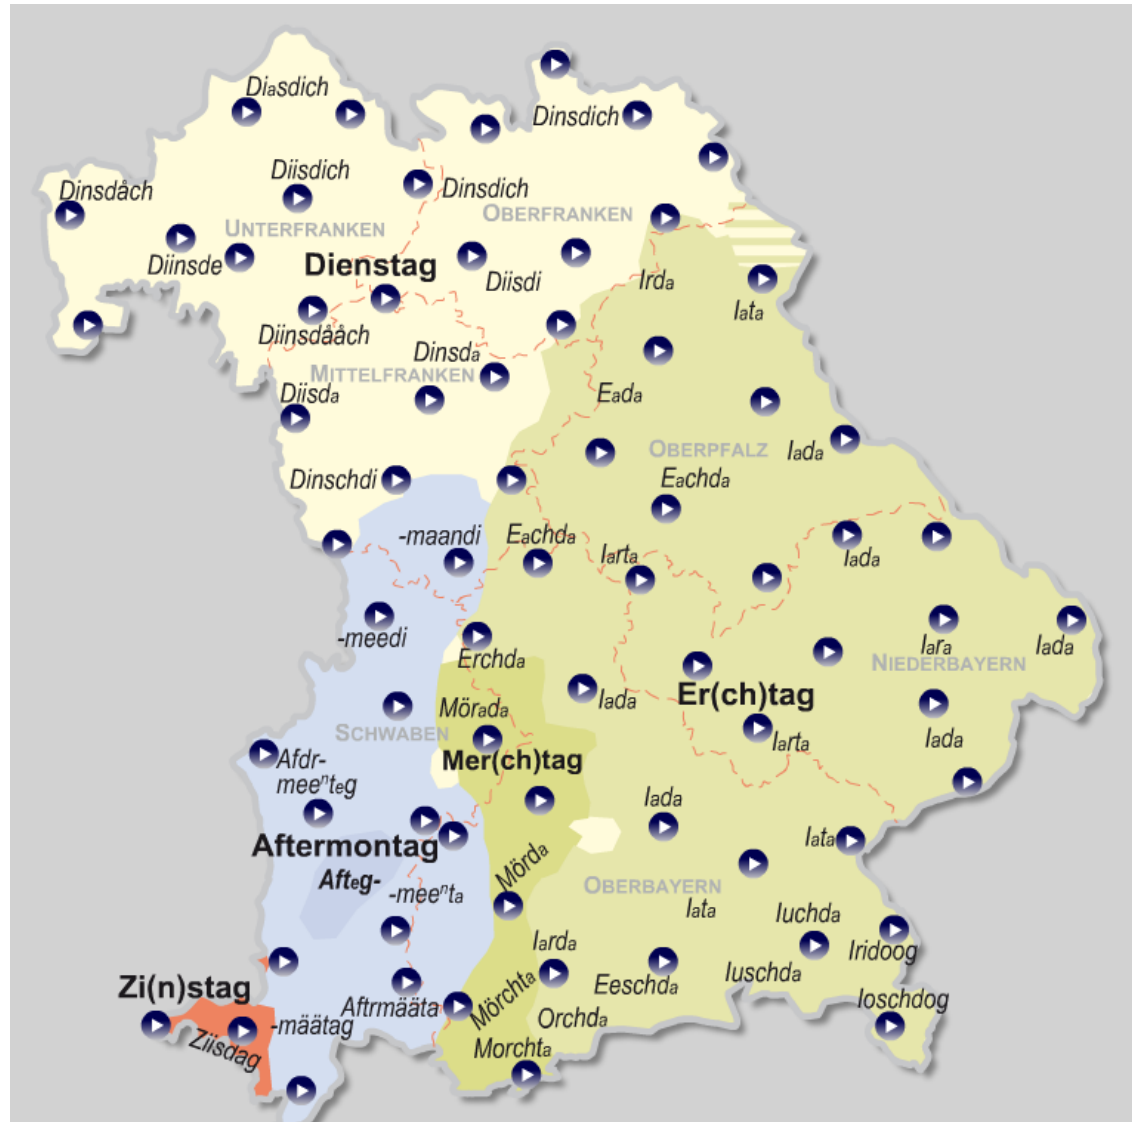 Diasdich
Dinsdich
Diisdich
Dinsdåch
Dinsdich
OBERFRANKEN
UNTERFRANKEN
Diinsde
Dienstag
Diisdi
Irda
Iata
Diinsdååch
Dinsda
MITTELFRANKEN
Diisda
Eada
OBERPFALZ
Iada
Dinschdi
Eachda
-maandi
Eachda
Iarta
Iada
-meedi
Erchda
Iara
Iada
NIEDERBAYERN
Er(ch)tag
Iada
Mörada
SCHWABEN
Iarta
Iada
Afdr-
meeⁿteg
Mer(ch)tag
Iada
Iata
Aftermontag
Afteg-
Mörda
OBERBAYERN
-meeⁿta
Iata
Iuchda
Iridoog
Iarda
Iuschda
Zi(n)stag
Eeschda
Mörchta
Aftrmääta
Ioschdog
-määtag
Orchda
Ziisdag
Morchta